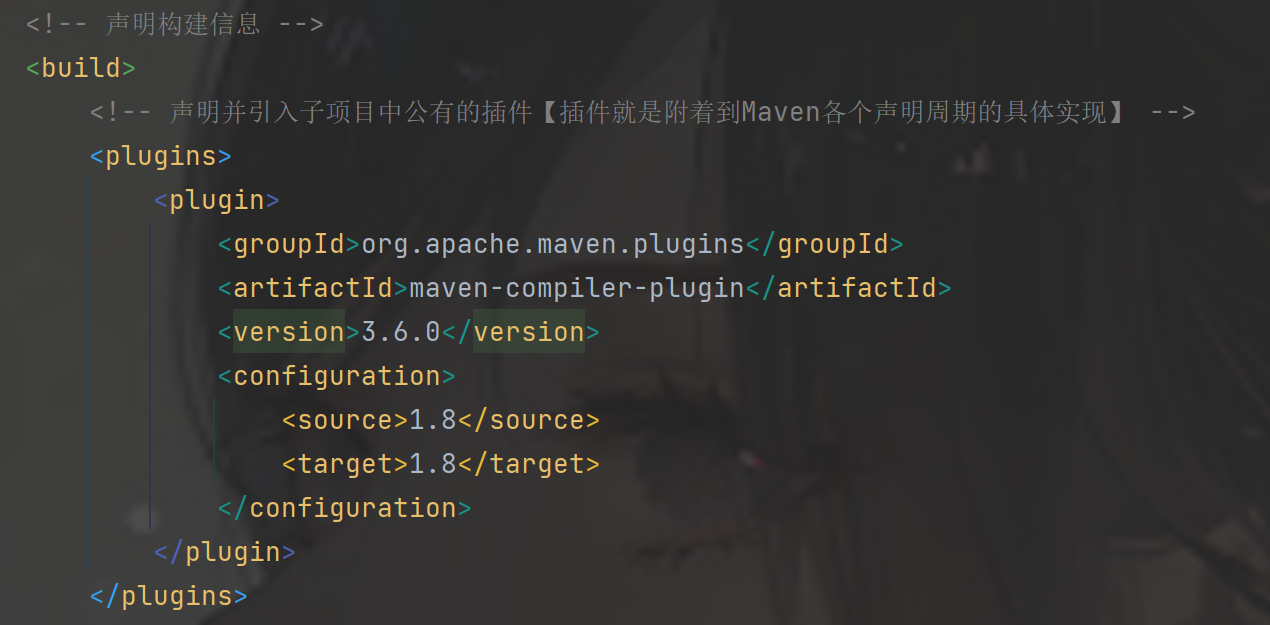 <!-- 声明构建信息 -->
<build>
    <!-- 声明并引入子项目中公有的插件【插件就是附着到Maven各个声明周期的具体实现】 -->
    <plugins>
        <plugin>
            <groupId>org.apache.maven.plugins</groupId>
            <artifactId>maven-compiler-plugin</artifactId>
            <version>3.6.0</version>
            <configuration>
                <source>1.8</source>
                <target>1.8</target>
            </configuration>
        </plugin>
    </plugins>